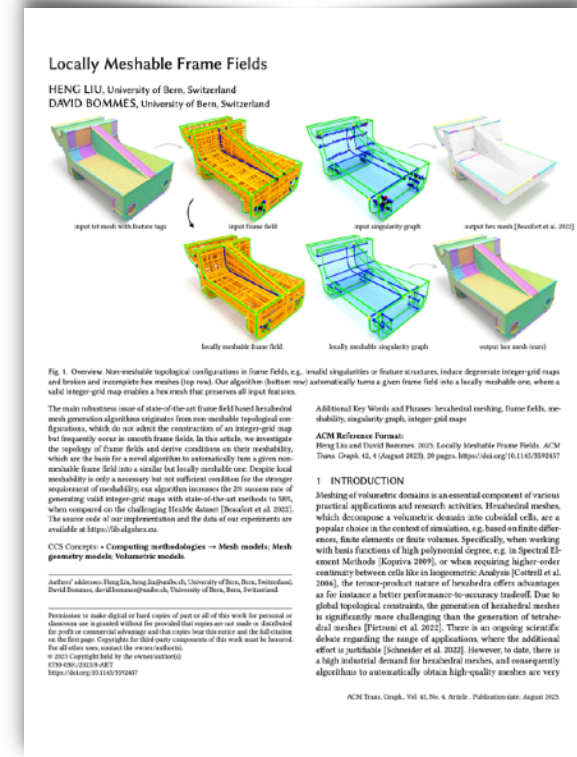 Locally Meshable Frame Fields
HENG LIU, University of Bern, Switzerland
DAVID BOMMES, University of Bern, Switzerland
input tet mesh with feature tags
input frame field
input singularity graph
output hex mesh [Beaufort et al. 2022]
locally meshable frame field
locally meshable singularity graph
output hex mesh (ours)
Fig. 1. Overview. Non-meshable topological configurations in frame fields, e.g., invalid singularities or feature structures, induce degenerate integer-grid maps
and broken and incomplete hex meshes (top row). Our algorithm (bottom row) automatically turns a given frame field into a locally meshable one, where a
valid integer-grid map enables a hex mesh that preserves all input features.
The main robustness issue of state-of-the-art frame field based hexahedral
mesh generation algorithms originates from non-meshable topological con-
figurations, which do not admit the construction of an integer-grid map
but frequently occur in smooth frame fields. In this article, we investigate
the topology of frame fields and derive conditions on their meshability,
which are the basis for a novel algorithm to automatically turn a given non-
meshable frame field into a similar but locally meshable one. Despite local
meshability is only a necessary but not sufficient condition for the stronger
requirement of meshability, our algorithm increases the 2% success rate of
generating valid integer-grid maps with state-of-the-art methods to 58%,
when compared on the challenging HexMe dataset [Beaufort et al. 2022].
The source code of our implementation and the data of our experiments are
available at https://lib.algohex.eu.
CCS Concepts: • Computing methodologies → Mesh models; Mesh
geometry models; Volumetric models.
Authors' addresses: Heng Liu, heng.liu@unibe.ch, University of Bern, Bern, Switzerland;
David Bommes, david.bommes@unibe.ch, University of Bern, Bern, Switzerland.
Permission to make digital or hard copies of part or all of this work for personal or
classroom use is granted without fee provided that copies are not made or distributed
for profit or commercial advantage and that copies bear this notice and the full citation
on the first page. Copyrights for third-party components of this work must be honored.
For all other uses, contact the owner/author(s).
© 2023 Copyright held by the owner/author(s).
0730-0301/2023/8-ART
https://doi.org/10.1145/3592457
Additional Key Words and Phrases: hexahedral meshing, frame fields, me-
shability, singularity graph, integer-grid maps
ACM Reference Format:
Heng Liu and David Bommes. 2023. Locally Meshable Frame Fields. ACM
Trans. Graph. 42, 4 (August 2023), 20 pages. https://doi.org/10.1145/3592457
1 INTRODUCTION
Meshing of volumetric domains is an essential component of various
practical applications and research activities. Hexahedral meshes,
which decompose a volumetric domain into cuboidal cells, are a
popular choice in the context of simulation, e.g. based on finite differ-
ences, finite elements or finite volumes. Specifically, when working
with basis functions of high polynomial degree, e.g. in Spectral El-
ement Methods [Kopriva 2009], or when requiring higher-order
continuity between cells like in Isogeometric Analysis [Cottrell et al.
2006], the tensor-product nature of hexahedra offers advantages
as for instance a better performance-to-accuracy tradeoff. Due to
global topological constraints, the generation of hexahedral meshes
is significantly more challenging than the generation of tetrahe-
dral meshes [Pietroni et al. 2022]. There is an ongoing scientific
debate regarding the range of applications, where the additional
effort is justifiable [Schneider et al. 2022]. However, to date, there is
a high industrial demand for hexahedral meshes, and consequently
algorithms to automatically obtain high-quality meshes are very
ACM Trans. Graph., Vol. 42, No. 4, Article . Publication date: August 2023.